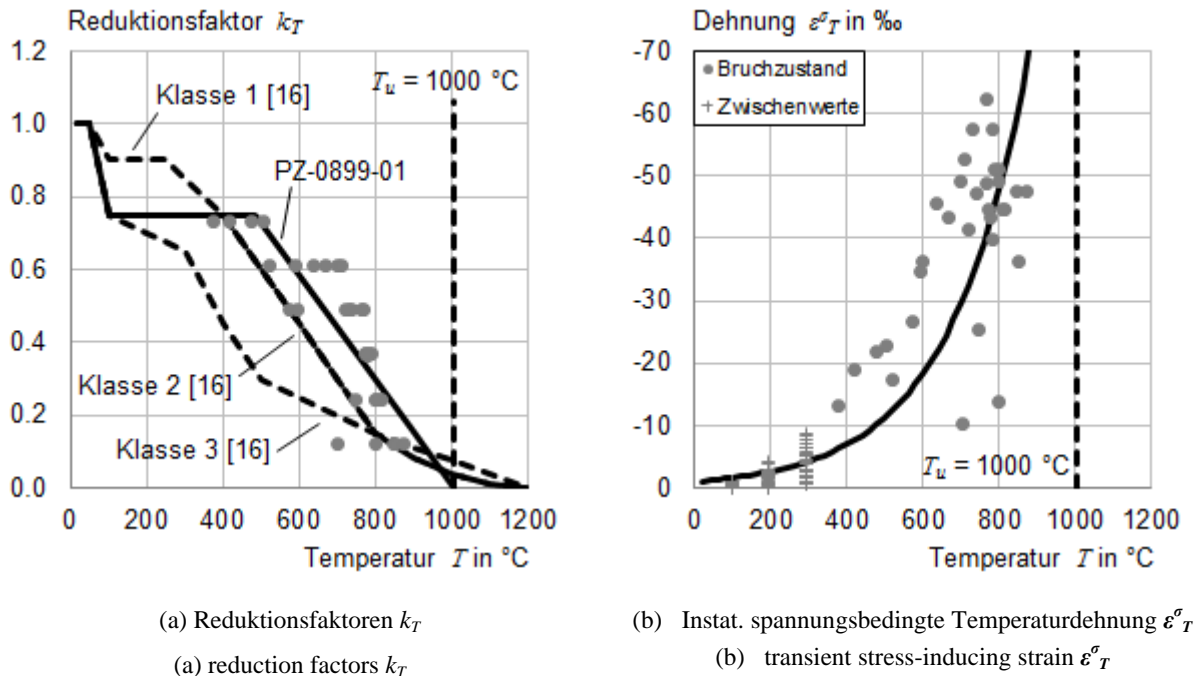 Reduktionsfaktor k_T
1.2
1.0
0.8
0.6
0.4
0.2
0.0
Klasse 1 [16]
T_u = 1000 °C
PZ-0899-01
Klasse 2 [16]
Klasse 3 [16]
0 200 400 600 800 1000 1200
Temperatur T in °C
(a) Reduktionsfaktoren k_T
(a) reduction factors k_T
Dehnung ε^σ_T in ‰
-70
-60
-50
-40
-30
-20
-10
0
Bruchzustand
Zwischenwerte
T_u = 1000 °C
T_u = 1000 °C
0 200 400 600 800 1000 1200
Temperatur T in °C
(b) Instat. spannungsbedingte Temperaturdehnung ε^σ_T
(b) transient stress-inducing strain ε^σ_T